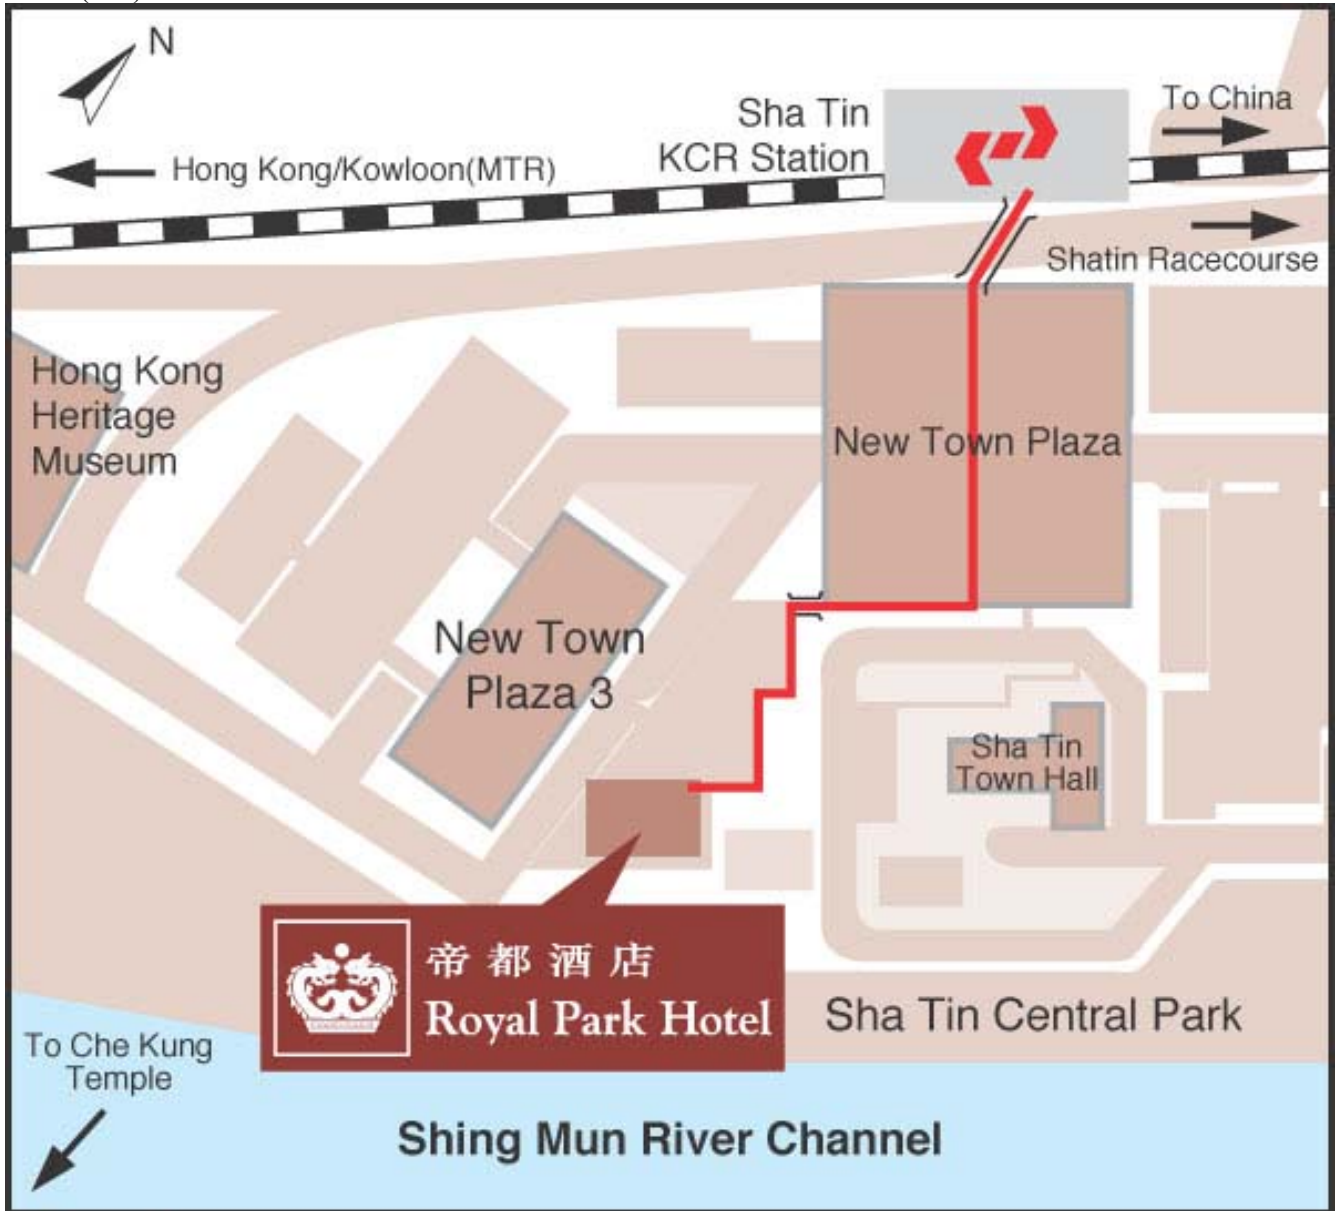 N
Sha Tin
KCR Station
To China
Hong Kong/Kowloon(MTR)
Shatin Racecourse
Hong Kong
Heritage
Museum
New Town Plaza
New Town
Plaza 3
Sha Tin
Town Hall
帝都酒店
Royal Park Hotel
Sha Tin Central Park
To Che Kung
Temple
Shing Mun River Channel